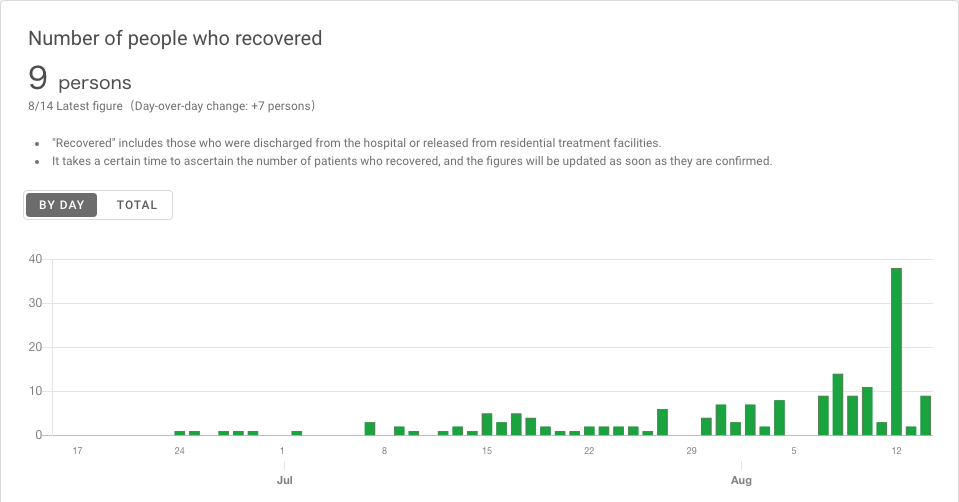 Number of people who recovered
9 persons
8/14 Latest figure（Day-over-day change: +7 persons）
"Recovered" includes those who were discharged from the hospital or released from residential treatment facilities.
It takes a certain time to ascertain the number of patients who recovered, and the figures will be updated as soon as they are confirmed.
BY DAY TOTAL
40
30
20
10
0
17 24 1 8 15 22 29 5 12
Jul Aug